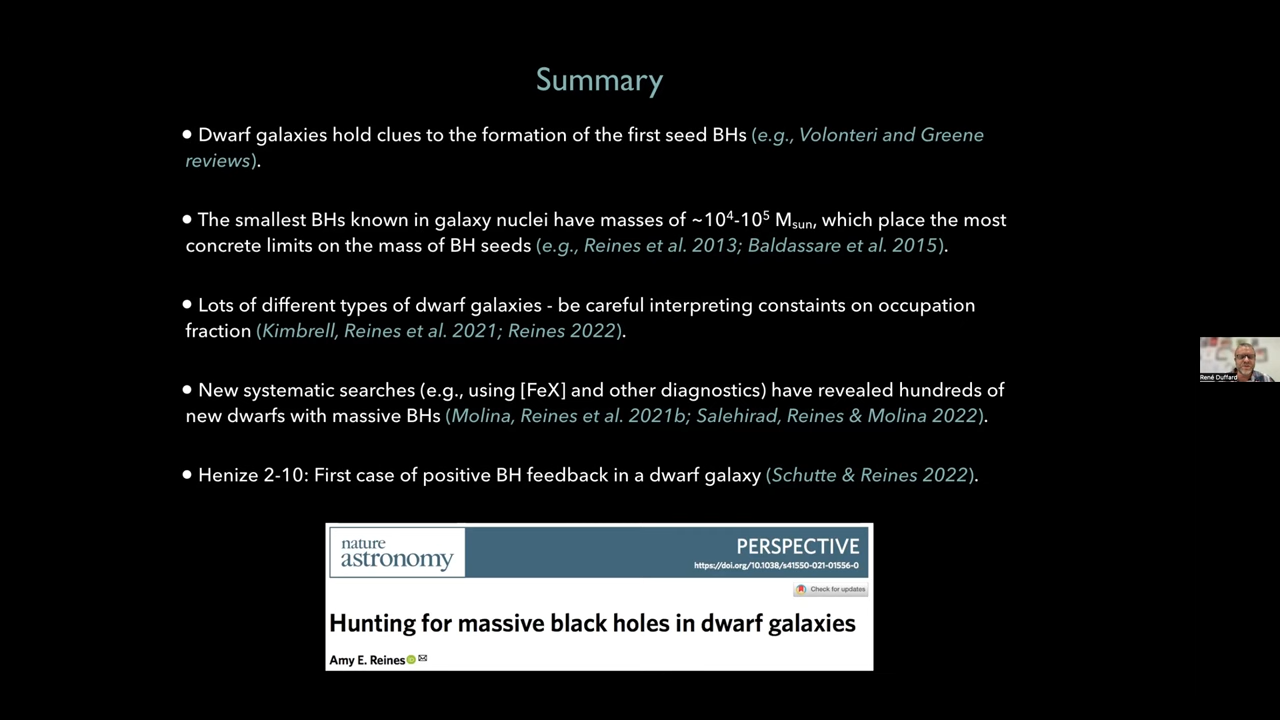 Summary
• Dwarf galaxies hold clues to the formation of the first seed BHs (e.g., Volonteri and Greene
reviews).
• The smallest BHs known in galaxy nuclei have masses of ~10⁴-10⁵ M_sun, which place the most
concrete limits on the mass of BH seeds (e.g., Reines et al. 2013; Baldassare et al. 2015).
• Lots of different types of dwarf galaxies - be careful interpreting constaints on occupation
fraction (Kimbrell, Reines et al. 2021; Reines 2022).
• New systematic searches (e.g., using [FeX] and other diagnostics) have revealed hundreds of
new dwarfs with massive BHs (Molina, Reines et al. 2021b; Salehirad, Reines & Molina 2022).
• Henize 2-10: First case of positive BH feedback in a dwarf galaxy (Schutte & Reines 2022).
nature
astronomy
PERSPECTIVE
https://doi.org/10.1038/s41550-021-01556-0
Check for updates
Hunting for massive black holes in dwarf galaxies
Amy E. Reines
René Duffard